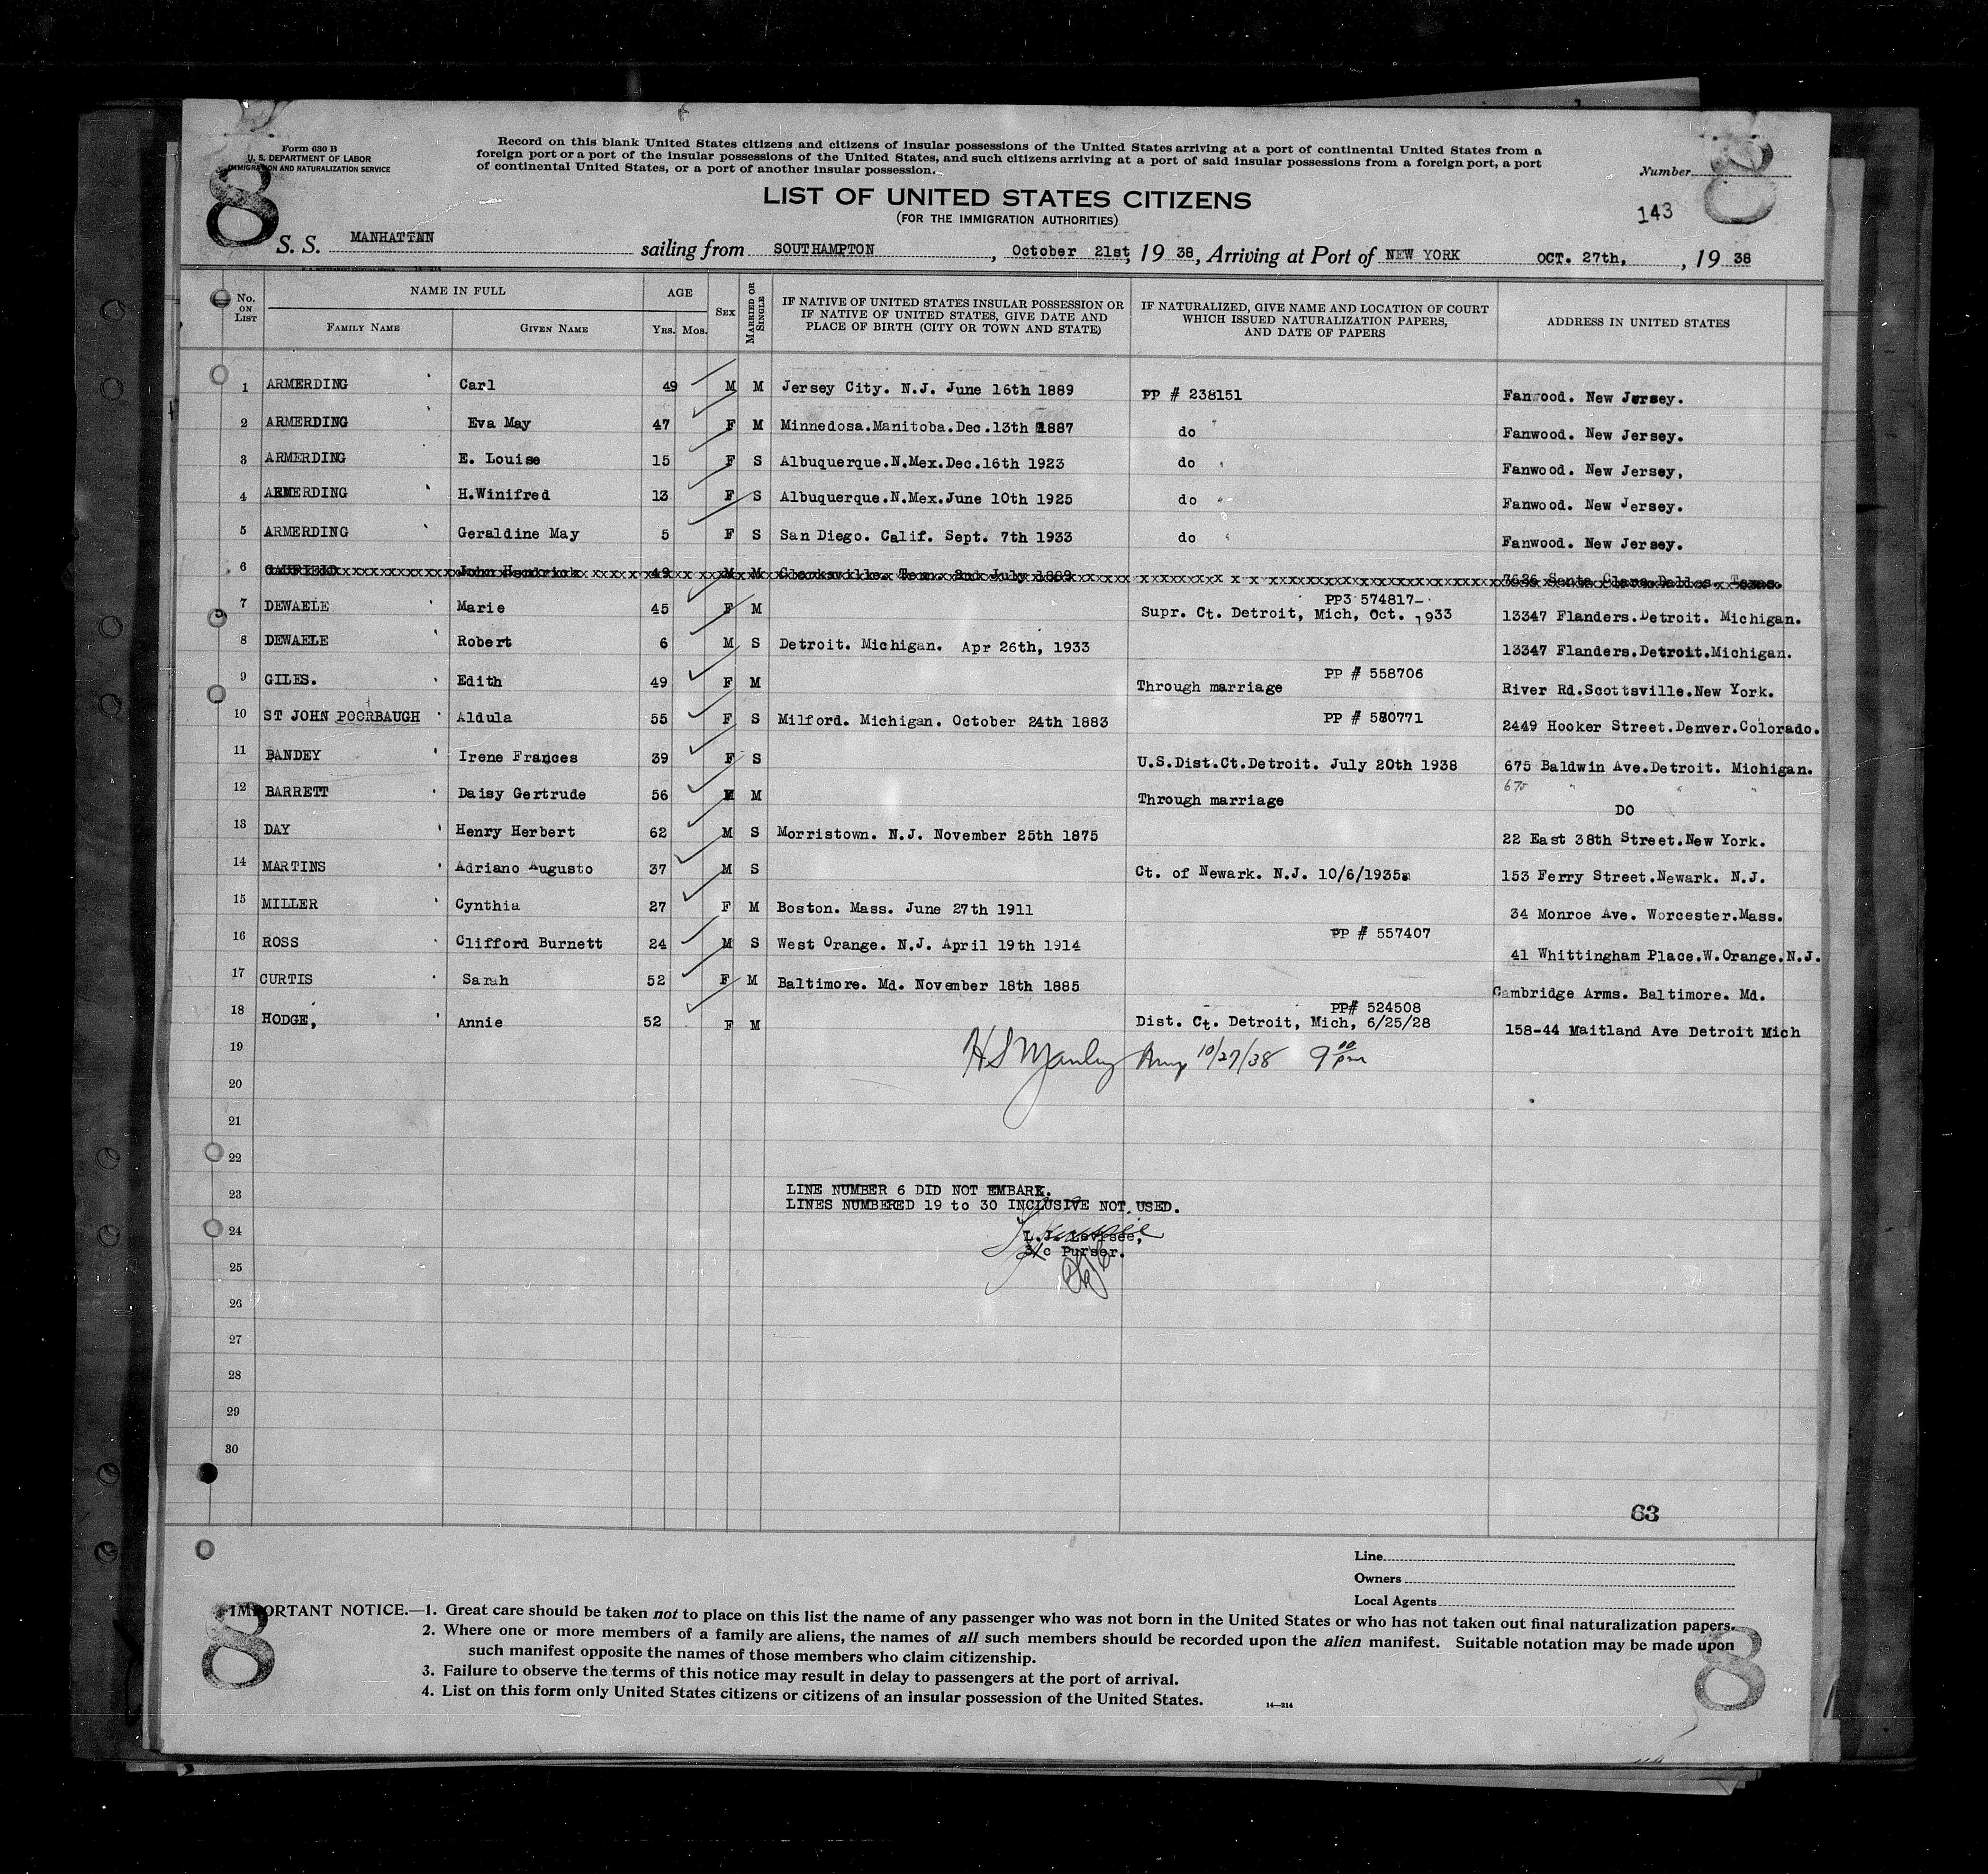 Form 630 B
U. S. DEPARTMENT OF LABOR
IMMIGRATION AND NATURALIZATION SERVICE
8
8
Record on this blank United States citizens and citizens of insular possessions of the United States arriving at a port of continental United States from a
foreign port or a port of the insular possessions of the United States, and such citizens arriving at a port of said insular possessions from a foreign port, a port
of continental United States, or a port of another insular possession.
Number
LIST OF UNITED STATES CITIZENS
(FOR THE IMMIGRATION AUTHORITIES)
143
S. S. MANHATTNN sailing from SOUTHAMPTON, October 21st, 19 38, Arriving at Port of NEW YORK OCT. 27th, , 19 38
No. ON LIST
NAME IN FULL
FAMILY NAME GIVEN NAME
AGE
YRS. MOS.
SEX
MARRIED OR SINGLE
IF NATIVE OF UNITED STATES INSULAR POSSESSION OR
IF NATIVE OF UNITED STATES, GIVE DATE AND
PLACE OF BIRTH (CITY OR TOWN AND STATE)
IF NATURALIZED, GIVE NAME AND LOCATION OF COURT
WHICH ISSUED NATURALIZATION PAPERS,
AND DATE OF PAPERS
ADDRESS IN UNITED STATES
1 ARMERDING Carl 49 M M Jersey City. N.J. June 16th 1889 PP # 238151 Fanwood. New Jersey.
2 ARMERDING Eva May 47 F M Minnedosa.Manitoba.Dec.13th 1887 do " Fanwood. New Jersey.
3 ARMERDING E. Louise 15 F S Albuquerque.N.Mex.Dec.16th 1923 do " Fanwood. New Jersey,
4 ARMERDING H.Winifred 13 F S Albuquerque.N.Mex.June 10th 1925 do " Fanwood. New Jersey.
5 ARMERDING Geraldine May 5 F S San Diego. Calif. Sept. 7th 1933 do " Fanwood. New Jersey.
6 John Hendrick 49 M M Clarksville. Tenn. 2nd July 1889 3636 Santa Clara.Dallas. Texas.
7 DEWAELE Marie 45 F M PP3 574817- Supr. Ct. Detroit, Mich, Oct. 1933 13347 Flanders.Detroit. Michigan.
8 DEWAELE Robert 6 M S Detroit. Michigan. Apr 26th, 1933 13347 Flanders.Detroit.Michigan.
9 GILES. Edith 49 F M Through marriage PP # 558706 River Rd.Scottsville.New York.
10 ST JOHN POORBAUGH Aldula 55 F S Milford. Michigan. October 24th 1883 PP # 580771 2449 Hooker Street.Denver.Colorado.
11 BANDEY Irene Frances 39 F S U.S.Dist.Ct.Detroit. July 20th 1938 675 Baldwin Ave.Detroit. Michigan.
12 BARRETT Daisy Gertrude 56 F M Through marriage 675 " " " DO
13 DAY Henry Herbert 62 M S Morristown. N.J. November 25th 1875 22 East 38th Street.New York.
14 MARTINS Adriano Augusto 37 M S Ct. of Newark. N.J. 10/6/1935. 153 Ferry Street.Newark. N.J.
15 MILLER Cynthia 27 F M Boston. Mass. June 27th 1911 34 Monroe Ave. Worcester.Mass.
16 ROSS Clifford Burnett 24 M S West Orange. N.J. April 19th 1914 PP # 557407 41 Whittingham Place.W.Orange.N.J.
17 CURTIS Sarah 52 F M Baltimore. Md. November 18th 1885 Cambridge Arms. Baltimore. Md.
18 HODGE, Annie 52 F M PP# 524508 Dist. Ct. Detroit, Mich, 6/25/28 158-44 Maitland Ave Detroit Mich
19 10/27/38 9 00 pm
20
21
22
23 LINE NUMBER 6 DID NOT EMBARK.
LINES NUMBERED 19 to 30 INCLUSIVE NOT USED.
24 L.J. Levisee,
Purser.
25
26
27
28
29
30
63
Line
Owners
Local Agents
IMPORTANT NOTICE.—1. Great care should be taken not to place on this list the name of any passenger who was not born in the United States or who has not taken out final naturalization papers.
2. Where one or more members of a family are aliens, the names of all such members should be recorded upon the alien manifest. Suitable notation may be made upon
such manifest opposite the names of those members who claim citizenship.
3. Failure to observe the terms of this notice may result in delay to passengers at the port of arrival.
4. List on this form only United States citizens or citizens of an insular possession of the United States.
14—214
8
8